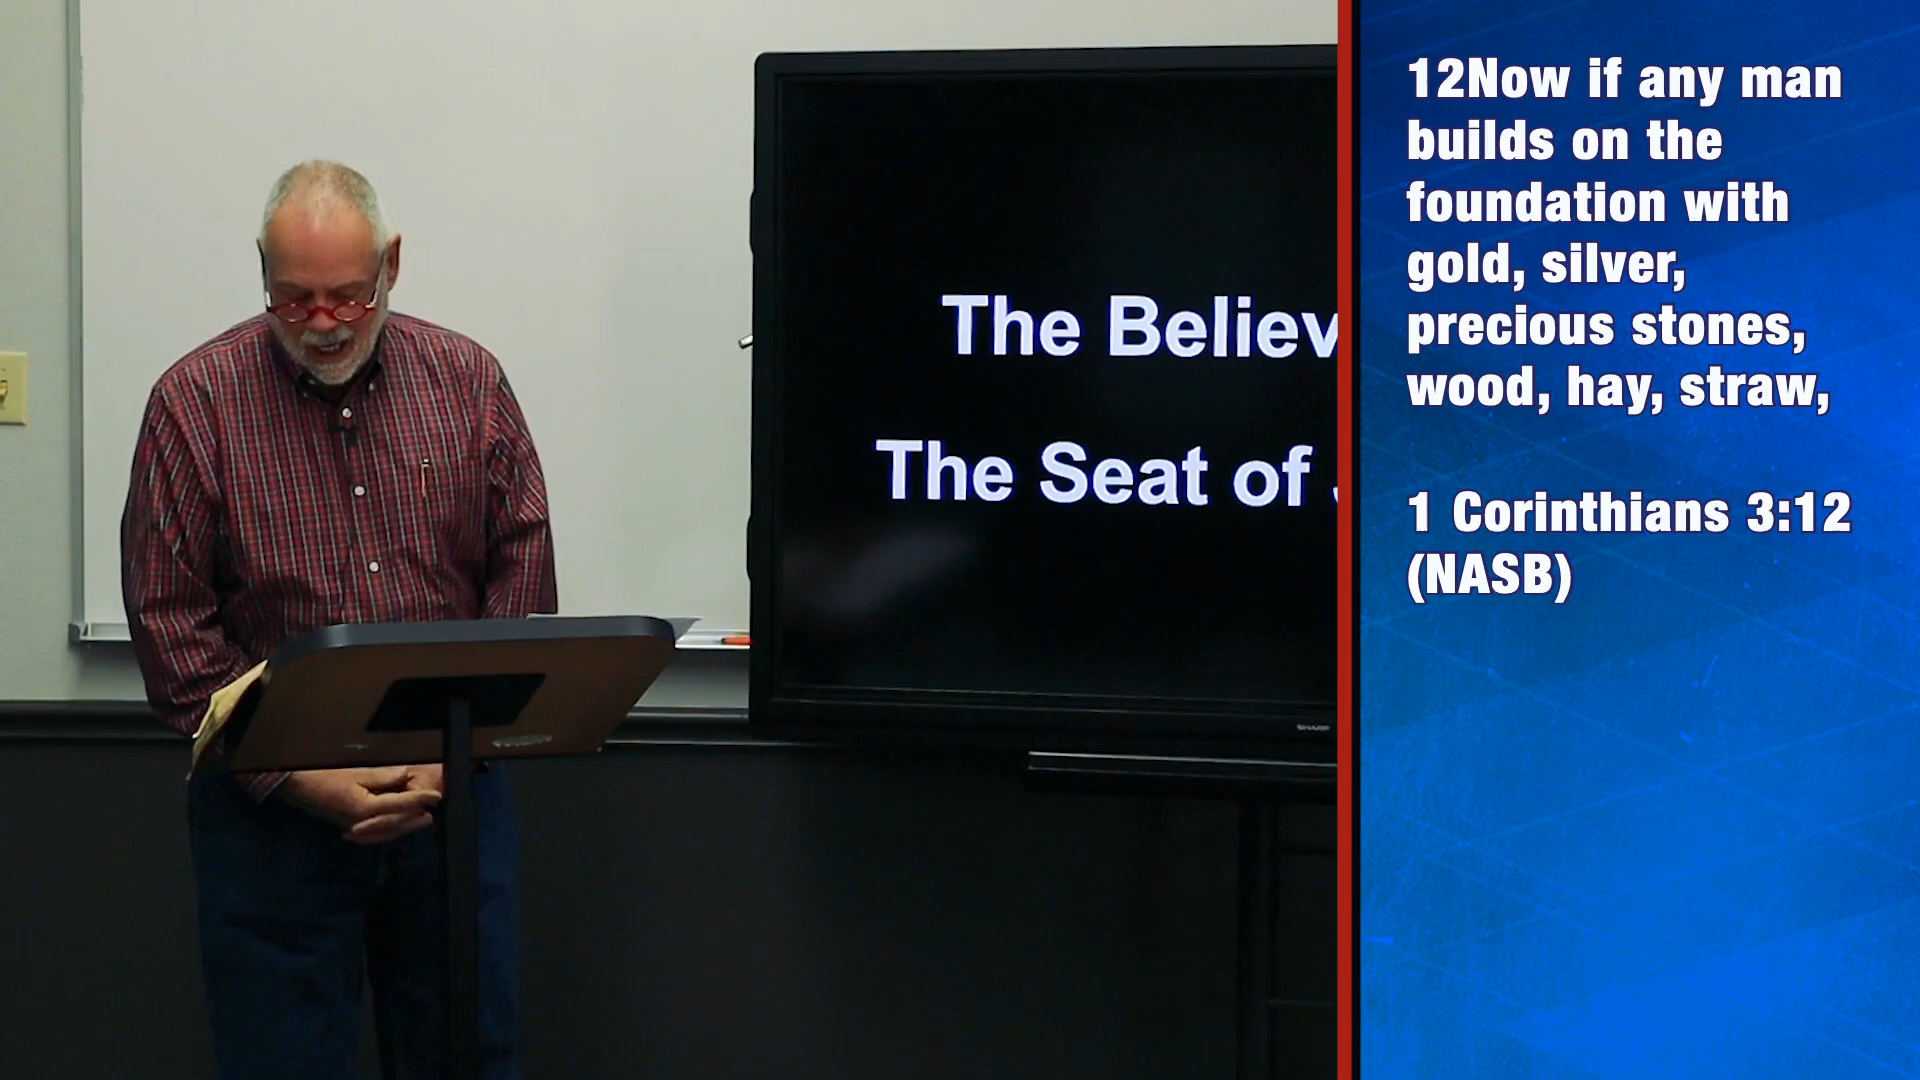 The Believ
The Seat of
SHARP
12Now if any man
builds on the
foundation with
gold, silver,
precious stones,
wood, hay, straw,
1 Corinthians 3:12
(NASB)